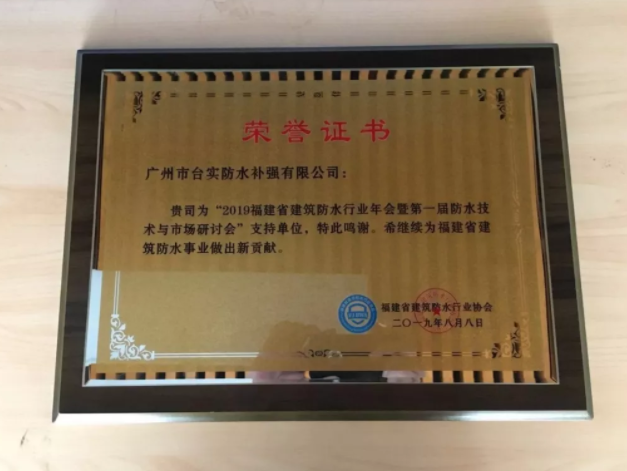 荣誉证书
广州市台实防水补强有限公司：
贵司为“2019福建省建筑防水行业年会暨第一届防水技
术与市场研讨会”支持单位，特此鸣谢。希继续为福建省建
筑防水事业做出新贡献。
福建省建筑防水行业协会
二〇一九年八月八日